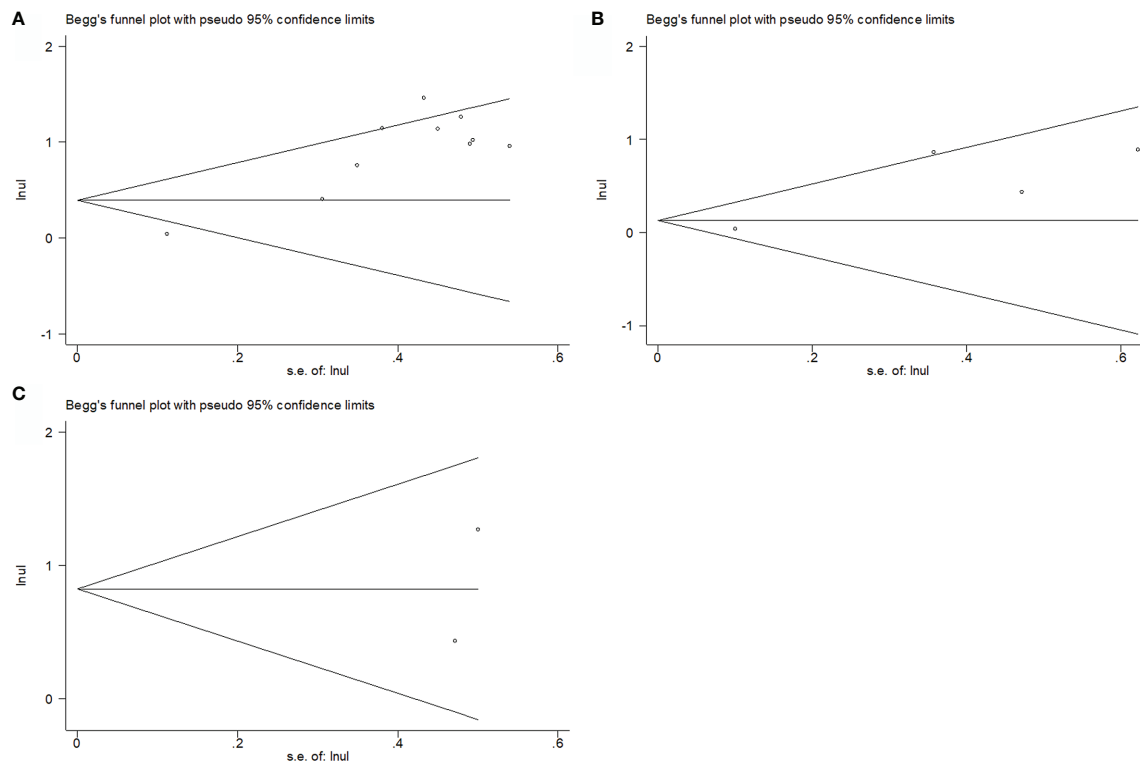 A
Begg's funnel plot with pseudo 95% confidence limits
2
1
0
-1
lnul
0 .2 .4 .6
s.e. of: lnul
B
Begg's funnel plot with pseudo 95% confidence limits
2
1
0
-1
lnul
0 .2 .4 .6
s.e. of: lnul
C
Begg's funnel plot with pseudo 95% confidence limits
2
1
0
lnul
0 .2 .4 .6
s.e. of: lnul